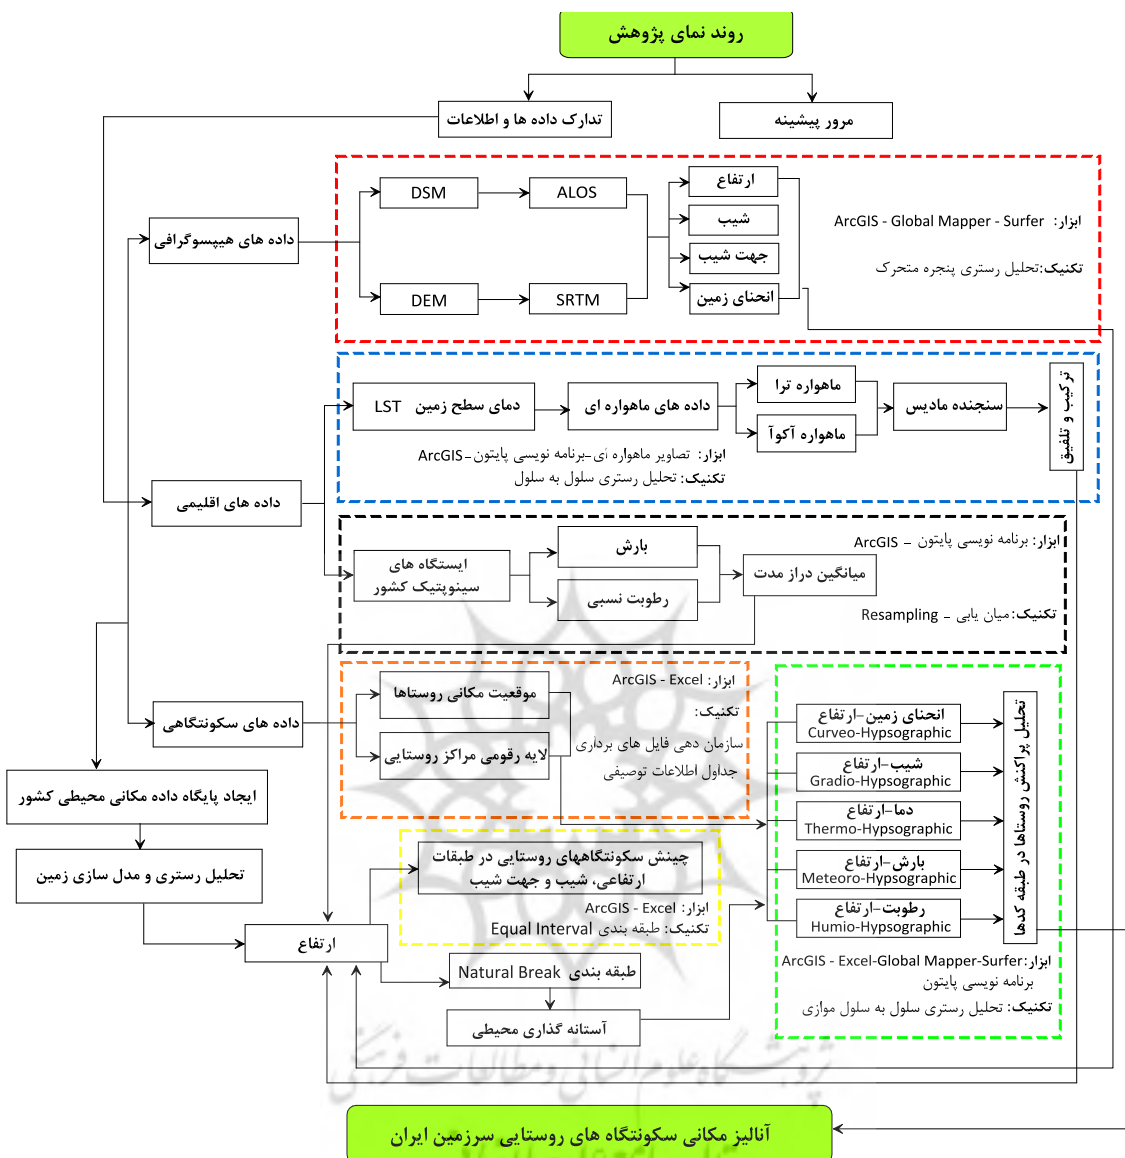 روند نمای پژوهش
مرور پیشینه
تدارک داده ها و اطلاعات
داده های هیپسوگرافی
DSM
ALOS
DEM
SRTM
ارتفاع
شیب
جهت شیب
انحنای زمین
ابزار: ArcGIS - Global Mapper - Surfer
تکنیک:تحلیل رستری پنجره متحرک
داده های اقلیمی
دمای سطح زمین LST
داده های ماهواره ای
ماهواره ترا
ماهواره آکوآ
سنجنده مادیس
ترکیب و تلفیق
ابزار: تصاویر ماهواره ای-برنامه نویسی پایتون-ArcGIS
تکنیک: تحلیل رستری سلول به سلول
ایستگاه های
سینوپتیک کشور
بارش
رطوبت نسبی
میانگین دراز مدت
ابزار: برنامه نویسی پایتون - ArcGIS
تکنیک:میان یابی - Resampling
داده های سکونتگاهی
موقعیت مکانی روستاها
لایه رقومی مراکز روستایی
ابزار: ArcGIS - Excel
تکنیک:
سازمان دهی فایل های برداری
جداول اطلاعات توصیفی
ایجاد پایگاه داده مکانی محیطی کشور
تحلیل رستری و مدل سازی زمین
ارتفاع
چینش سکونتگاههای روستایی در طبقات
ارتفاعی، شیب و جهت شیب
ابزار: ArcGIS - Excel
تکنیک: طبقه بندی Equal Interval
طبقه بندی Natural Break
آستانه گذاری محیطی
انحنای زمین-ارتفاع
Curveo-Hypsographic
شیب-ارتفاع
Gradio-Hypsographic
دما-ارتفاع
Thermo-Hypsographic
بارش-ارتفاع
Meteoro-Hypsographic
رطوبت-ارتفاع
Humio-Hypsographic
تحلیل پراکنش روستاها در طبقه کدها
ابزار:ArcGIS - Excel-Global Mapper-Surfer
برنامه نویسی پایتون
تکنیک: تحلیل رستری سلول به سلول موازی
پژوهشگاه علوم انسانی و مطالعات فرهنگی
آنالیز مکانی سکونتگاه های روستایی سرزمین ایران